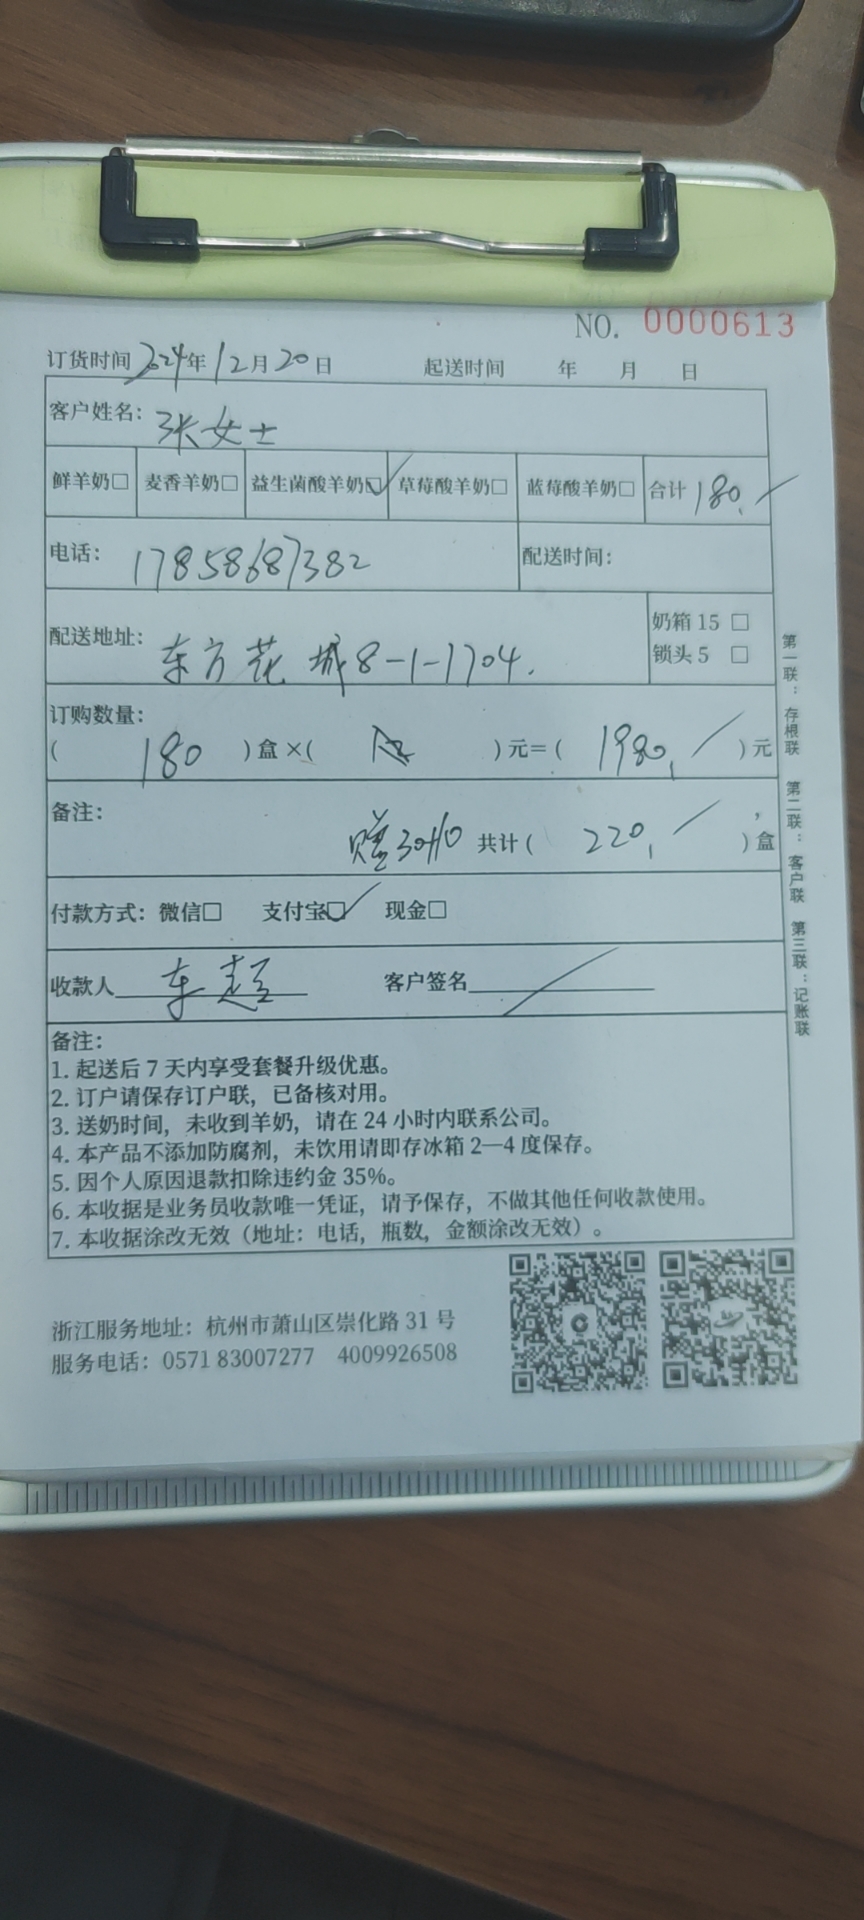 NO. 0000613
订货时间 2024年12月20日 起送时间 年 月 日
客户姓名: 张女士
鲜羊奶□ 麦香羊奶□ 益生菌酸羊奶☑ 草莓酸羊奶□ 蓝莓酸羊奶□ 合计 180.
电话: 17858687382 配送时间:
配送地址: 东方花城8-1-1704. 奶箱 15 □
锁头 5 □
订购数量:
( 180 )盒×( )元=( 1980, )元
备注:
赠 共计( 220, )盒
付款方式: 微信□ 支付宝☑ 现金□
收款人 车超 客户签名
备注:
1. 起送后 7 天内享受套餐升级优惠。
2. 订户请保存订户联，已备核对用。
3. 送奶时间，未收到羊奶，请在 24 小时内联系公司。
4. 本产品不添加防腐剂，未饮用请即存冰箱 2—4 度保存。
5. 因个人原因退款扣除违约金 35%。
6. 本收据是业务员收款唯一凭证，请予保存，不做其他任何收款使用。
7. 本收据涂改无效（地址：电话，瓶数，金额涂改无效）。
第一联：存根联 第二联：客户联 第三联：记账联
浙江服务地址：杭州市萧山区崇化路 31 号
服务电话：0571 83007277 4009926508